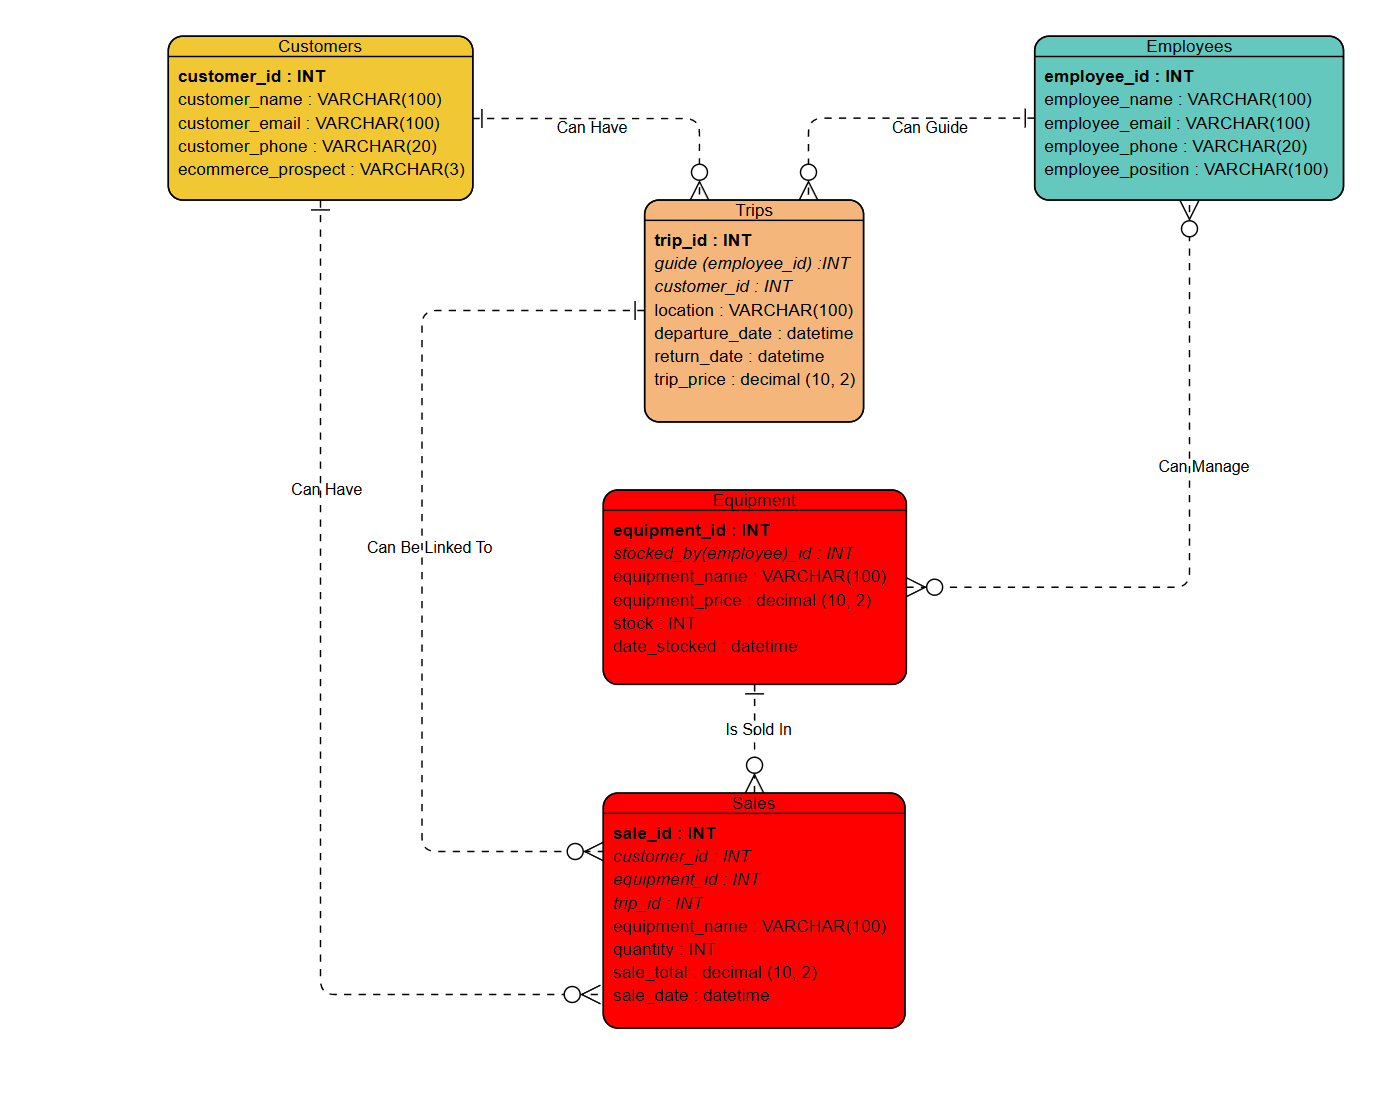 Customers
customer_id : INT
customer_name : VARCHAR(100)
customer_email : VARCHAR(100)
customer_phone : VARCHAR(20)
ecommerce_prospect : VARCHAR(3)
Employees
employee_id : INT
employee_name : VARCHAR(100)
employee_email : VARCHAR(100)
employee_phone : VARCHAR(20)
employee_position : VARCHAR(100)
Can Have
Can Guide
Trips
trip_id : INT
guide (employee_id) :INT
customer_id : INT
location : VARCHAR(100)
departure_date : datetime
return_date : datetime
trip_price : decimal (10, 2)
Can Manage
Can Have
Can Be Linked To
Equipment
equipment_id : INT
stocked_by(employee)_id : INT
equipment_name : VARCHAR(100)
equipment_price : decimal (10, 2)
stock : INT
date_stocked : datetime
Is Sold In
Sales
sale_id : INT
customer_id : INT
equipment_id : INT
trip_id : INT
equipment_name : VARCHAR(100)
quantity : INT
sale_total : decimal (10, 2)
sale_date : datetime